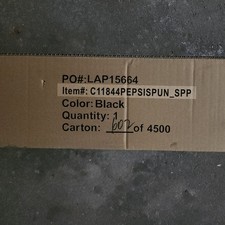 PO#:LAP15664
Item#: C11844PEPSISPUN_SPP
Color: Black
Quantity: 1
Carton: 602 of 4500